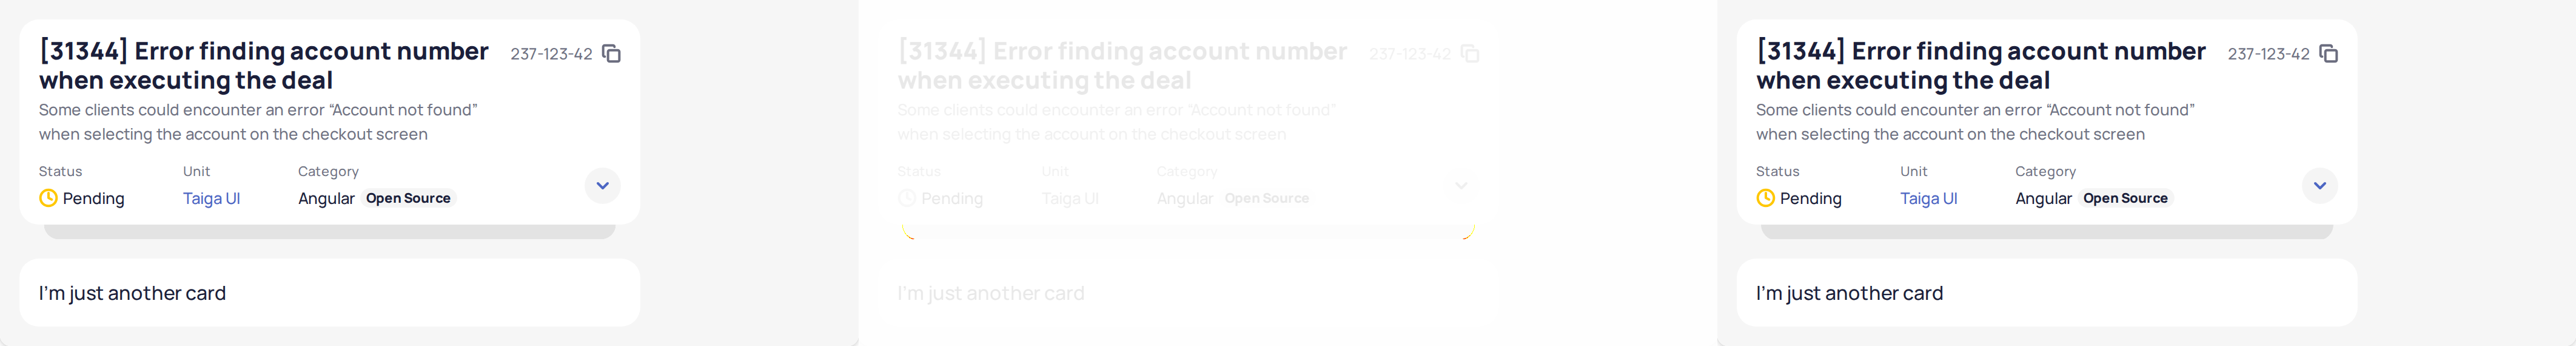 [31344] Error finding account number
when executing the deal
237-123-42
Some clients could encounter an error “Account not found”
when selecting the account on the checkout screen
Status Unit Category
Pending Taiga UI Angular Open Source
I’m just another card
[31344] Error finding account number
when executing the deal
237-123-42
Some clients could encounter an error “Account not found”
when selecting the account on the checkout screen
Status Unit Category
Pending Taiga UI Angular Open Source
I’m just another card
[31344] Error finding account number
when executing the deal
237-123-42
Some clients could encounter an error “Account not found”
when selecting the account on the checkout screen
Status Unit Category
Pending Taiga UI Angular Open Source
I’m just another card